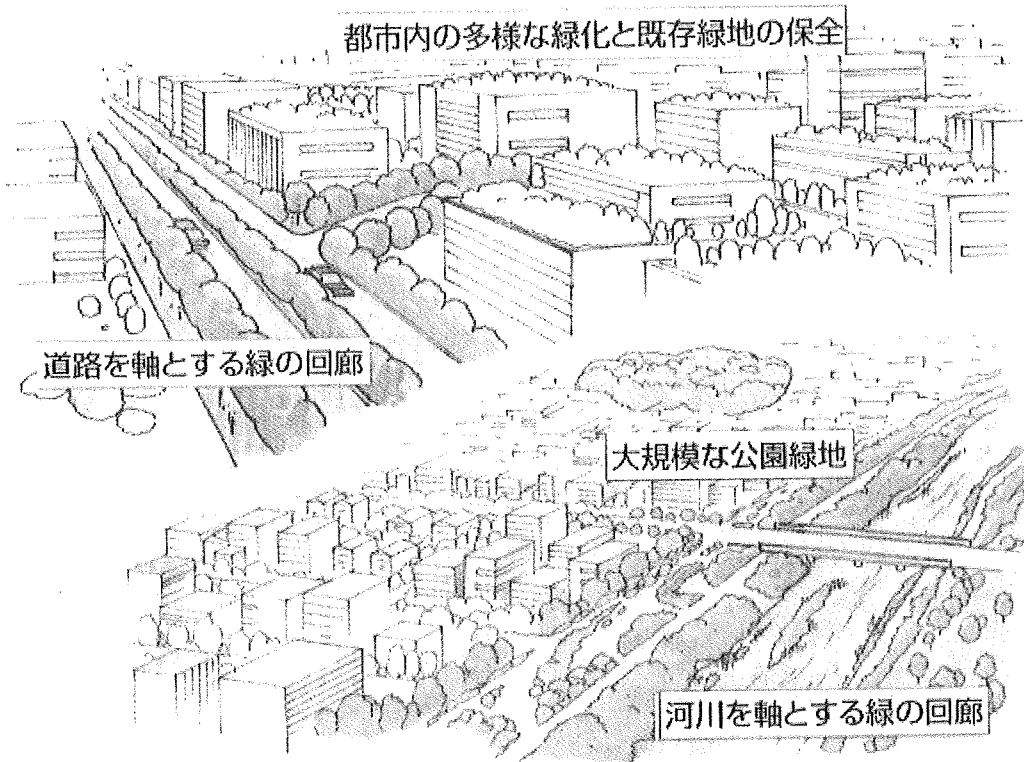 都市内の多様な緑化と既存緑地の保全
道路を軸とする緑の回廊
大規模な公園緑地
河川を軸とする緑の回廊